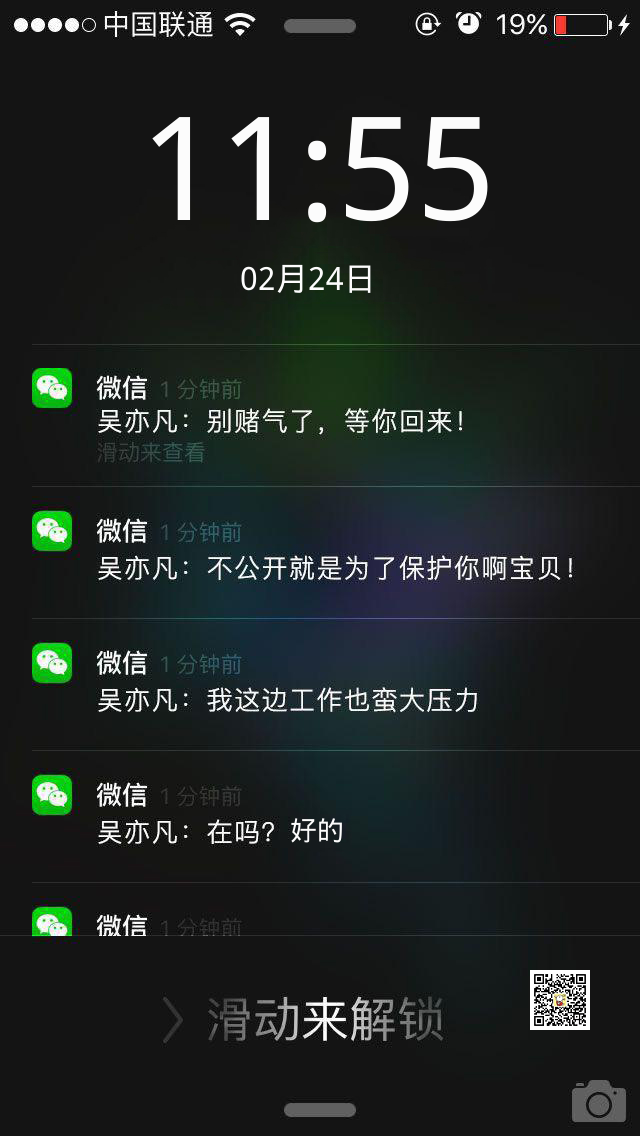 中国联通 19%
11:55
02月24日
微信 1分钟前
吴亦凡：别赌气了，等你回来！
滑动来查看
微信 1分钟前
吴亦凡：不公开就是为了保护你啊宝贝！
微信 1分钟前
吴亦凡：我这边工作也蛮大压力
微信 1分钟前
吴亦凡：在吗？好的
微信 1分钟前
滑动来解锁